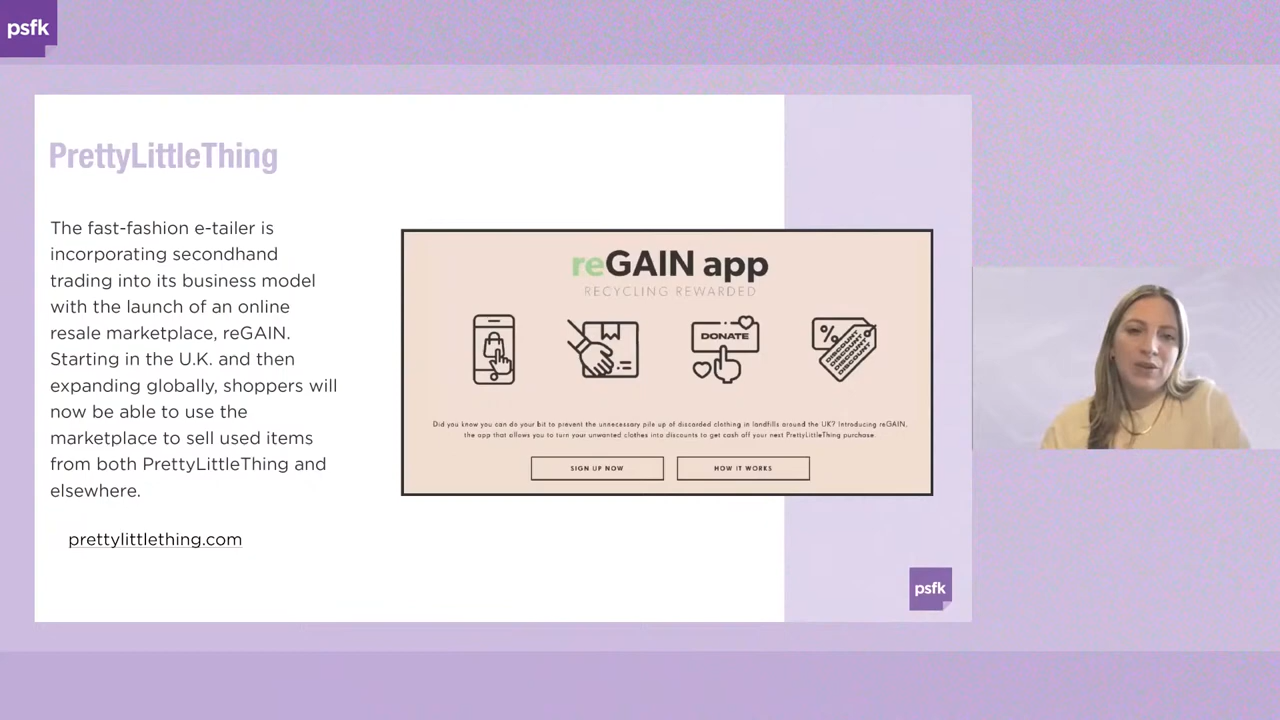 psfk
PrettyLittleThing
The fast-fashion e-tailer is
incorporating secondhand
trading into its business model
with the launch of an online
resale marketplace, reGAIN.
Starting in the U.K. and then
expanding globally, shoppers will
now be able to use the
marketplace to sell used items
from both PrettyLittleThing and
elsewhere.
prettylittlething.com
reGAIN app
RECYCLING REWARDED
DONATE
%
DISCOUNT
DISCOUNT
DISCOUNT
DISCOUNT
Did you know you can do your bit to prevent the unnecessary pile up of discarded clothing in landfills around the UK? Introducing reGAIN,
the app that allows you to turn your unwanted clothes into discounts to get cash off your next PrettyLittleThing purchase.
SIGN UP NOW
HOW IT WORKS
psfk